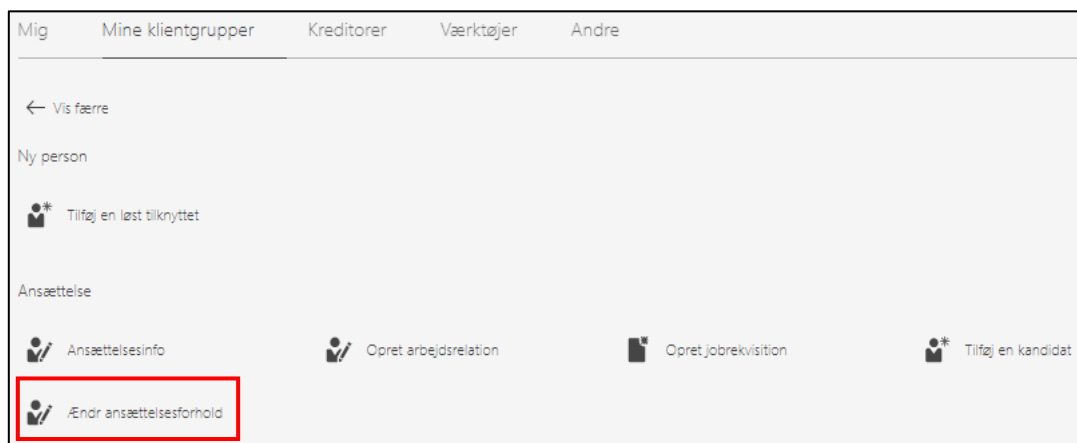 Mig Mine klientgrupper Kreditorer Værktøjer Andre
← Vis færre
Ny person
Tilføj en løst tilknyttet
Ansættelse
Ansættelsesinfo Opret arbejdsrelation Opret jobrekvisition Tilføj en kandidat
Ændr ansættelsesforhold